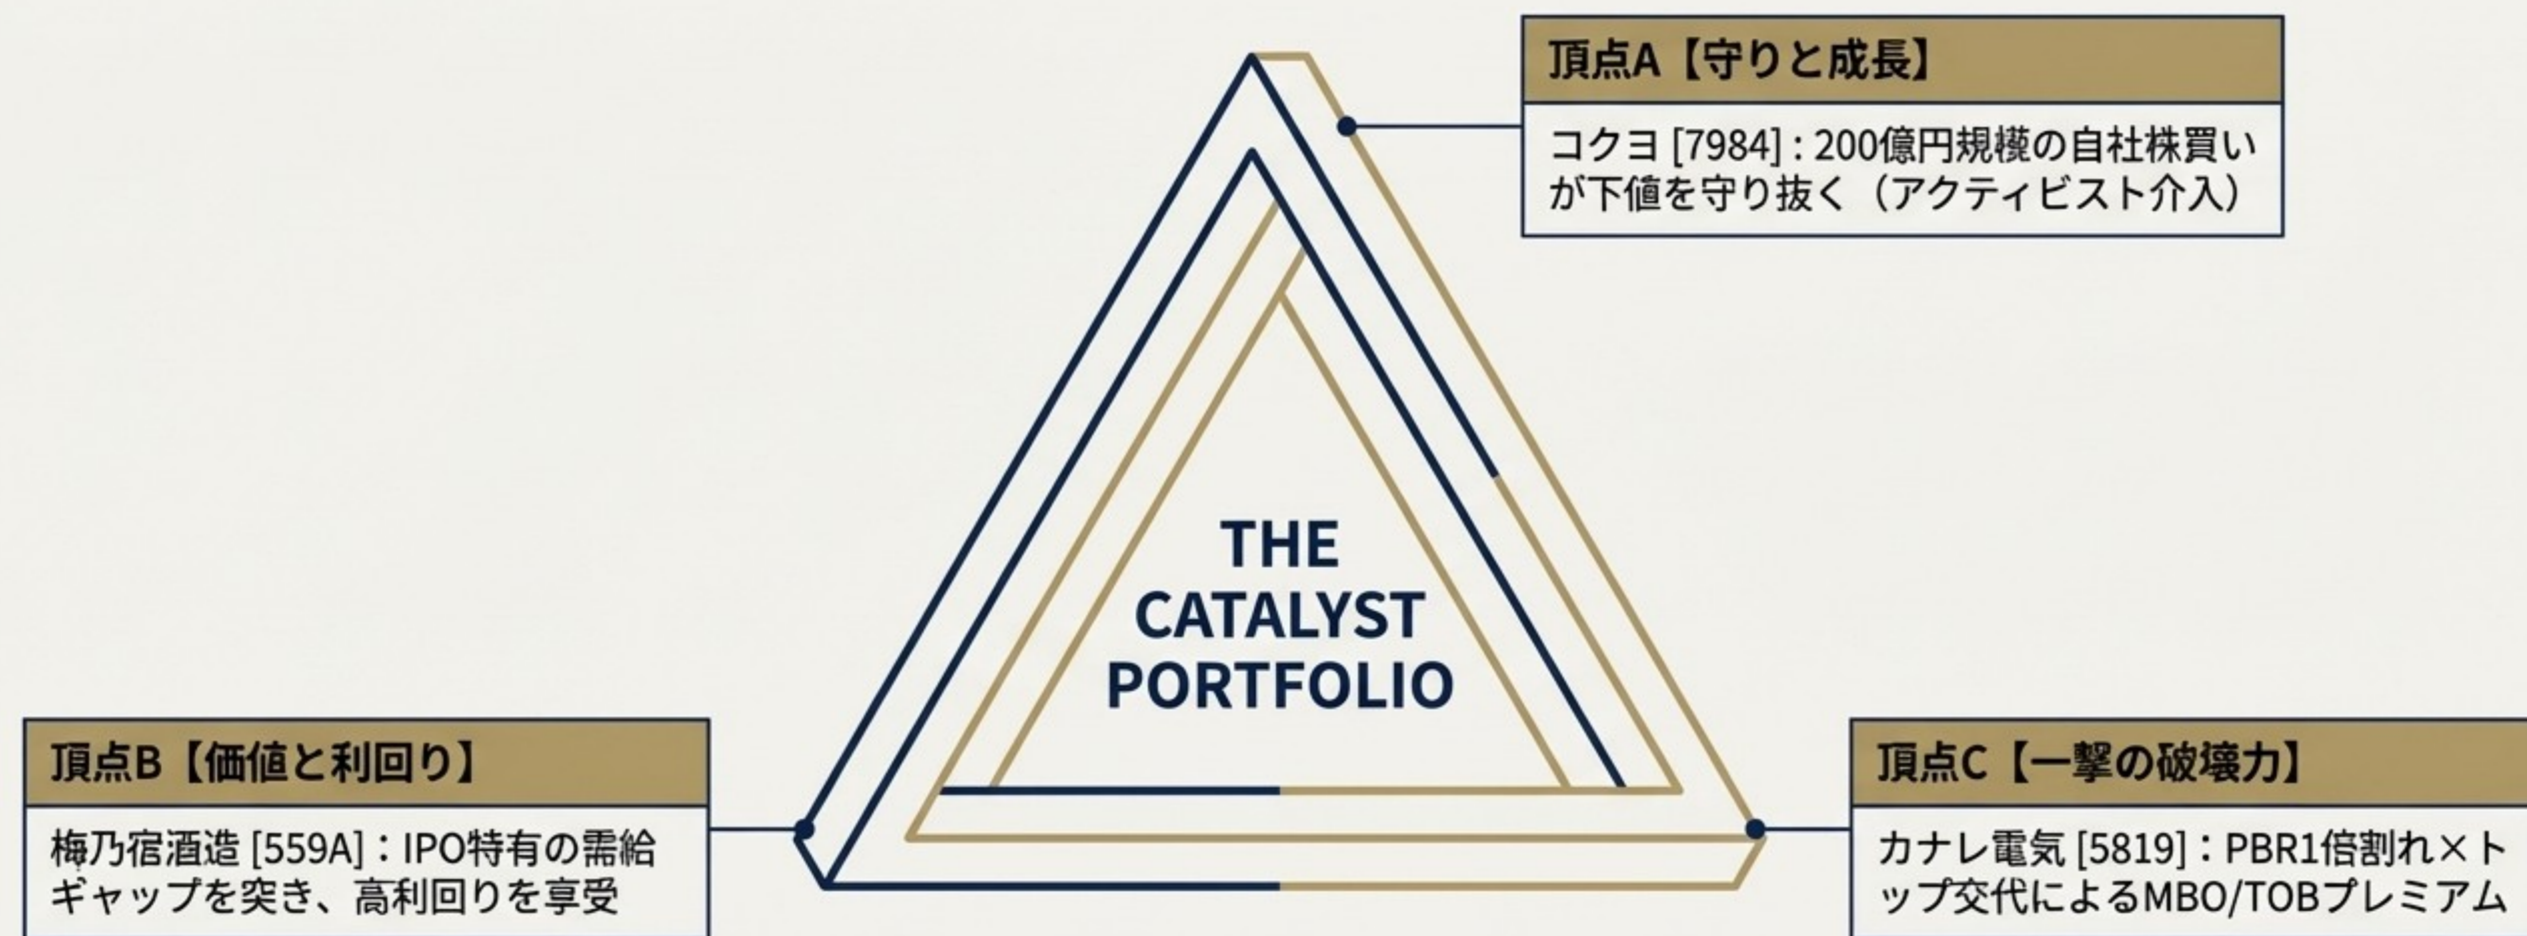 頂点A【守りと成長】
コクヨ [7984] : 200億円規模の自社株買い
が下値を守り抜く（アクティビスト介入）
THE
CATALYST
PORTFOLIO
頂点B【価値と利回り】
梅乃宿酒造 [559A]：IPO特有の需給
ギャップを突き、高利回りを享受
頂点C【一撃の破壊力】
カナレ電気 [5819]：PBR1倍割れ×ト
ップ交代によるMBO/TOBプレミアム